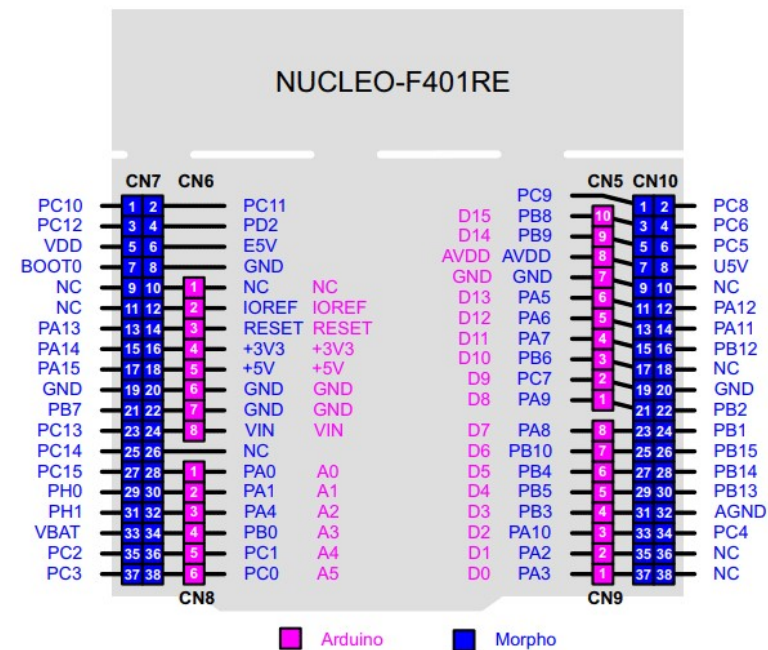 NUCLEO-F401RE
CN7 CN6 CN5 CN10
PC9
PC10 1 2 PC11 D15 PB8 10 1 2 PC8
PC12 3 4 PD2 D14 PB9 9 3 4 PC6
VDD 5 6 E5V AVDD AVDD 8 5 6 PC5
BOOT0 7 8 GND GND GND 7 7 8 U5V
NC 9 10 1 NC NC D13 PA5 6 9 10 NC
NC 11 12 2 IOREF IOREF D12 PA6 5 11 12 PA12
PA13 13 14 3 RESET RESET D11 PA7 4 13 14 PA11
PA14 15 16 4 +3V3 +3V3 D10 PB6 3 15 16 PB12
PA15 17 18 5 +5V +5V D9 PC7 2 17 18 NC
GND 19 20 6 GND GND D8 PA9 1 19 20 GND
PB7 21 22 7 GND GND 21 22 PB2
PC13 23 24 8 VIN VIN D7 PA8 8 23 24 PB1
PC14 25 26 NC D6 PB10 7 25 26 PB15
PC15 27 28 1 PA0 A0 D5 PB4 6 27 28 PB14
PH0 29 30 2 PA1 A1 D4 PB5 5 29 30 PB13
PH1 31 32 3 PA4 A2 D3 PB3 4 31 32 AGND
VBAT 33 34 4 PB0 A3 D2 PA10 3 33 34 PC4
PC2 35 36 5 PC1 A4 D1 PA2 2 35 36 NC
PC3 37 38 6 PC0 A5 D0 PA3 1 37 38 NC
CN8 CN9
Arduino Morpho